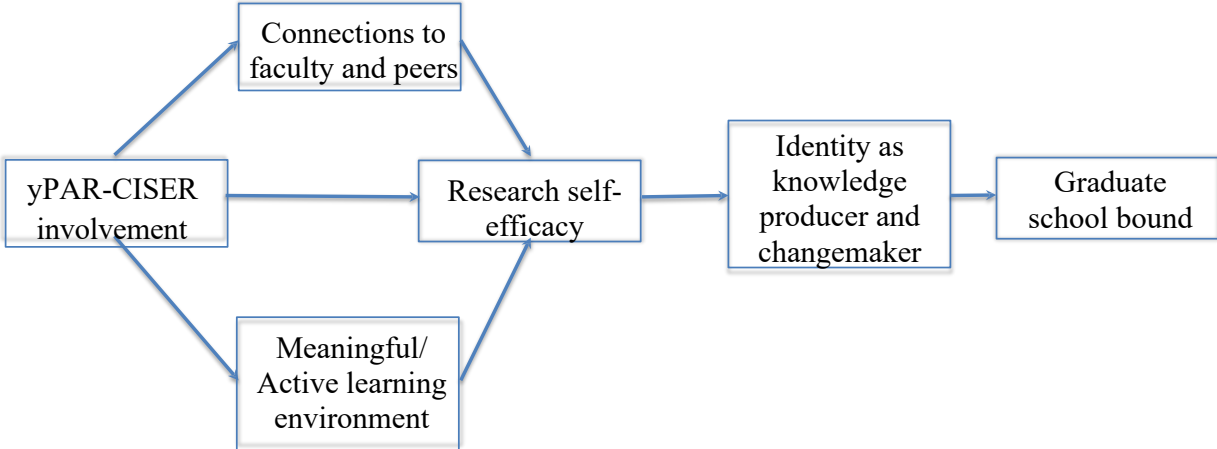 Connections to
faculty and peers
yPAR-CISER
involvement
Research self-
efficacy
Identity as
knowledge
producer and
changemaker
Graduate
school bound
Meaningful/
Active learning
environment